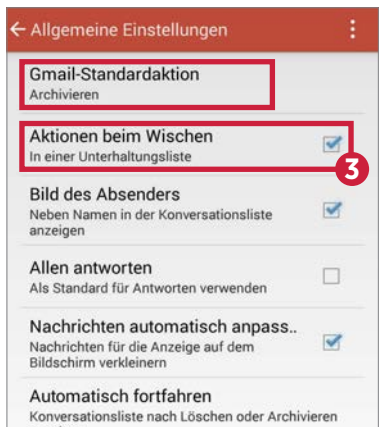 Allgemeine Einstellungen
Gmail-Standardaktion
Archivieren
Aktionen beim Wischen
In einer Unterhaltungsliste
3
Bild des Absenders
Neben Namen in der Konversationsliste
anzeigen
Allen antworten
Als Standard für Antworten verwenden
Nachrichten automatisch anpass..
Nachrichten für die Anzeige auf dem
Bildschirm verkleinern
Automatisch fortfahren
Konversationsliste nach Löschen oder Archivieren